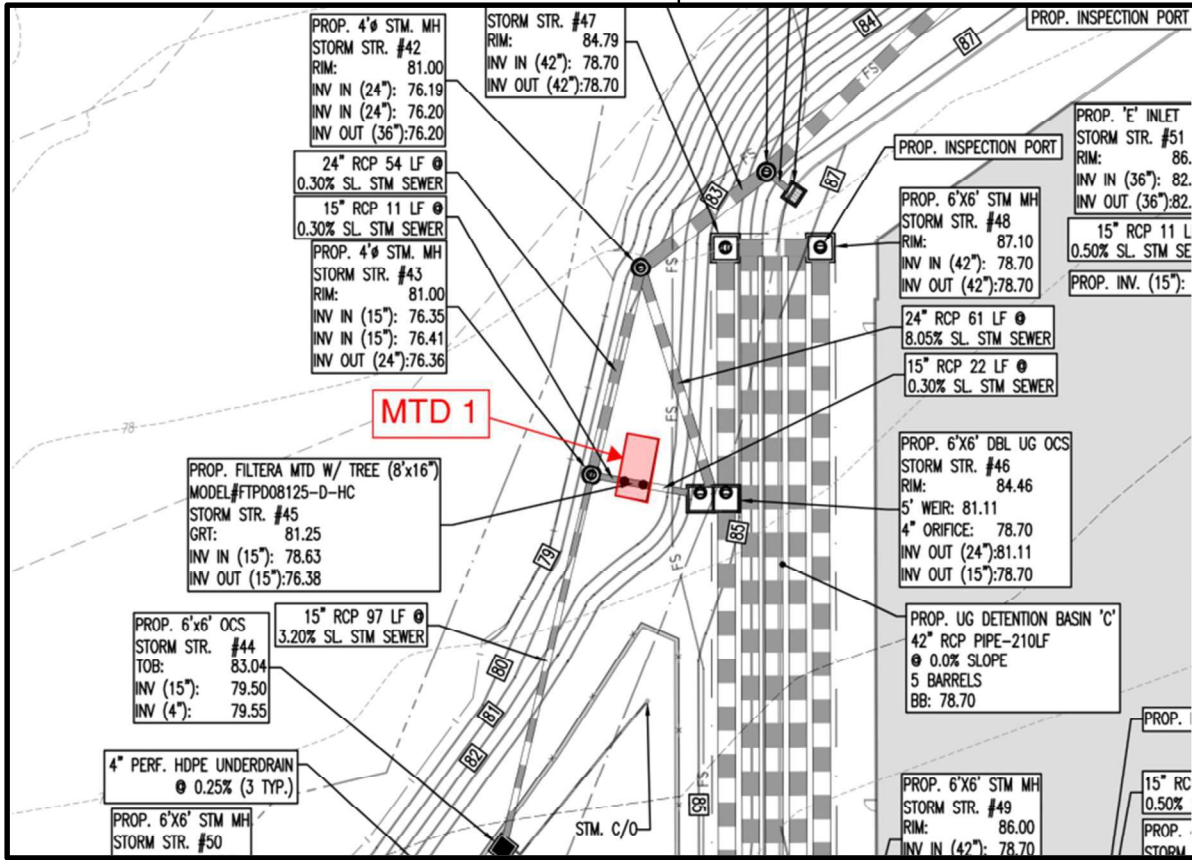 PROP. 4'ø STM. MH
STORM STR. #42
RIM: 81.00
INV IN (24"): 76.19
INV IN (24"): 76.20
INV OUT (36"):76.20
STORM STR. #47
RIM: 84.79
INV IN (42"): 78.70
INV OUT (42"):78.70
84
87
FS
PROP. INSPECTION PORT
24" RCP 54 LF @
0.30% SL. STM SEWER
15" RCP 11 LF @
0.30% SL. STM SEWER
PROP. 4'ø STM. MH
STORM STR. #43
RIM: 81.00
INV IN (15"): 76.35
INV IN (15"): 76.41
INV OUT (24"):76.36
FS
83
87
FS
PROP. INSPECTION PORT
PROP. 'E' INLET
STORM STR. #51
RIM: 86.
INV IN (36"): 82.
INV OUT (36"):82.
PROP. 6'X6' STM MH
STORM STR. #48
RIM: 87.10
INV IN (42"): 78.70
INV OUT (42"):78.70
15" RCP 11 L
0.50% SL. STM SE
PROP. INV. (15"):
24" RCP 61 LF @
8.05% SL. STM SEWER
15" RCP 22 LF @
0.30% SL. STM SEWER
78
MTD 1
FS
PROP. FILTERA MTD W/ TREE (8'x16")
MODEL#FTPD08125-D-HC
STORM STR. #45
GRT: 81.25
INV IN (15"): 78.63
INV OUT (15"):76.38
PROP. 6'X6' DBL UG OCS
STORM STR. #46
RIM: 84.46
5' WEIR: 81.11
4" ORIFICE: 78.70
INV OUT (24"):81.11
INV OUT (15"):78.70
79
85
FS
PROP. 6'x6' OCS
STORM STR. #44
TOB: 83.04
INV (15"): 79.50
INV (4"): 79.55
15" RCP 97 LF @
3.20% SL. STM SEWER
PROP. UG DETENTION BASIN 'C'
42" RCP PIPE-210LF
@ 0.0% SLOPE
5 BARRELS
BB: 78.70
80
81
82
PROP.
4" PERF. HDPE UNDERDRAIN
@ 0.25% (3 TYP.)
FS
86
PROP. 6'X6' STM MH
STORM STR. #50
STM. C/O
PROP. 6'X6' STM MH
STORM STR. #49
RIM: 86.00
INV IN (42"): 78.70
15" RC
0.50%
PROP.
STORM